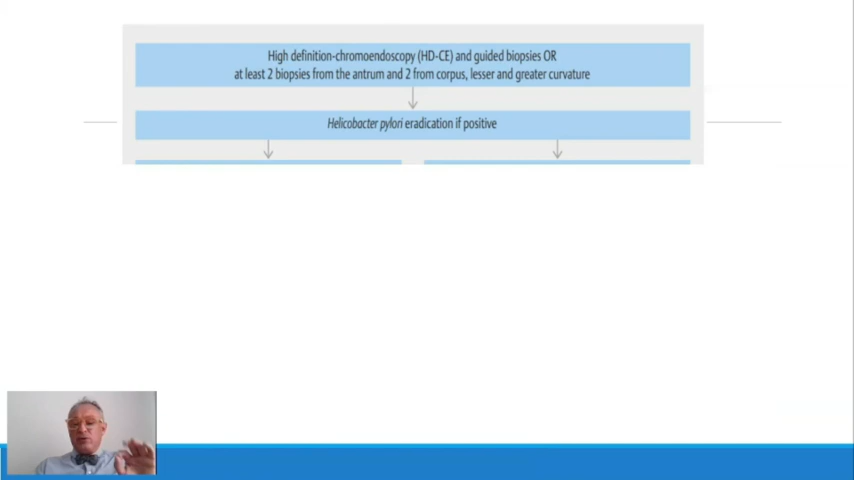 High definition-chromoendoscopy (HD-CE) and guided biopsies OR
at least 2 biopsies from the antrum and 2 from corpus, lesser and greater curvature
Helicobacter pylori eradication if positive